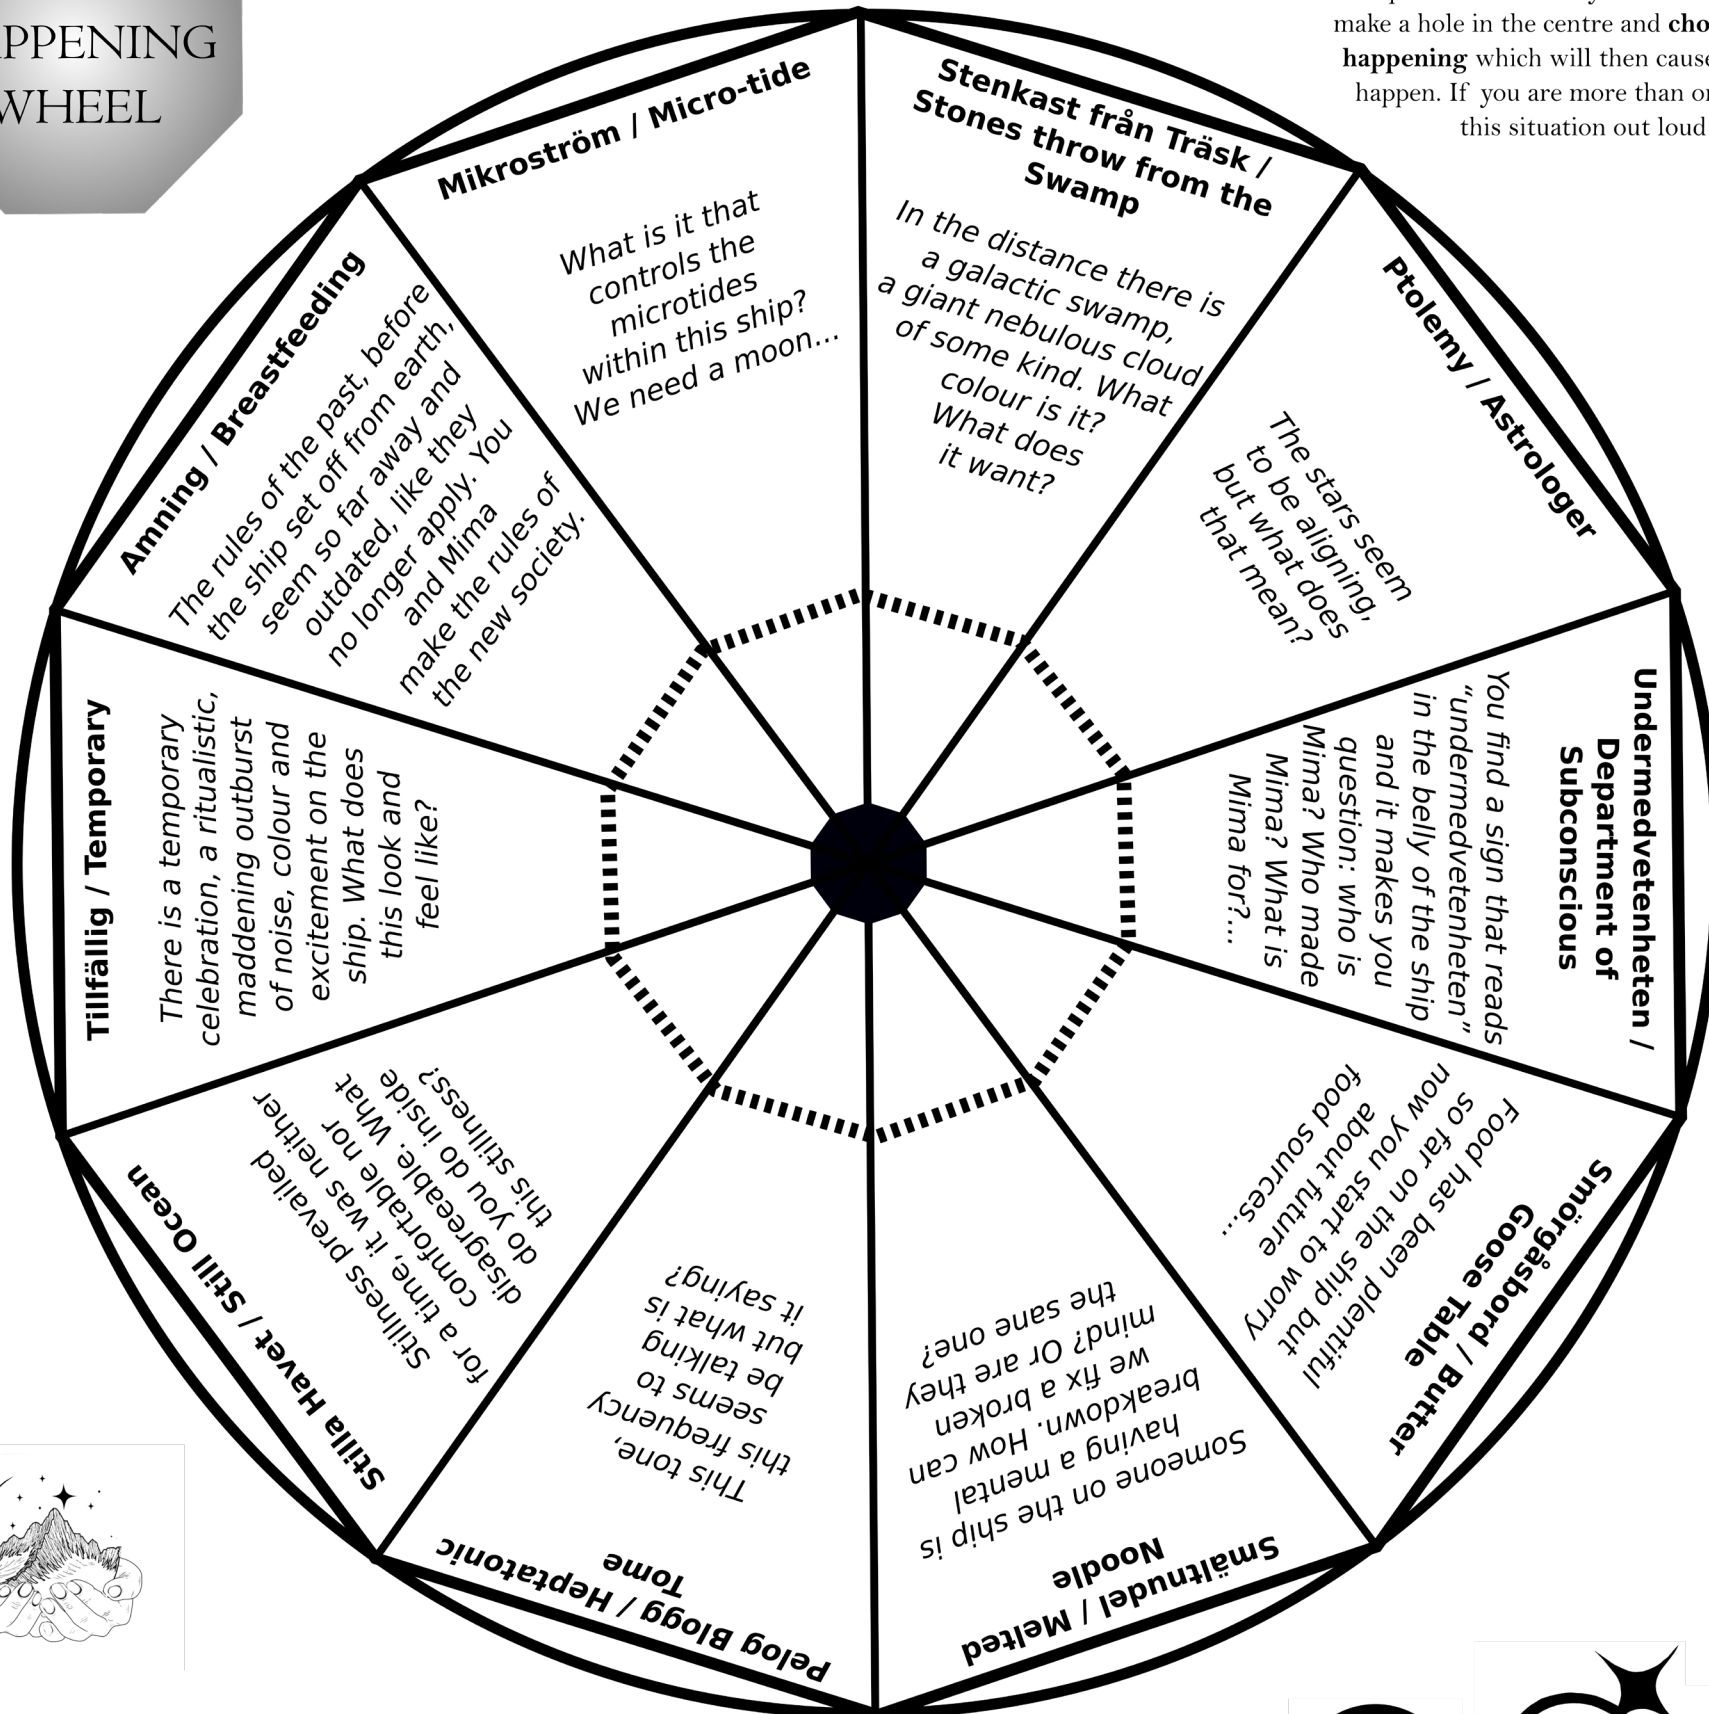 PPENING
WHEEL
make a hole in the centre and cho
happening which will then cause
happen. If you are more than or
this situation out loud
Mikroström / Micro-tide
What is it that
controls the
microtides
within this ship?
We need a moon...
Stenkast från Träsk /
Stones throw from the
Swamp
In the distance there is
a galactic swamp,
a giant nebulous cloud
of some kind. What
colour is it?
What does
it want?
Ptolemy / Astrologer
The stars seem
to be aligning,
but what does
that mean?
Undermedvetenheten /
Department of
Subconscious
You find a sign that reads
“undermedvetenheten”
in the belly of the ship
and it makes you
question: who is
Mima? Who made
Mima? What is
Mima for?...
Smörgåsbord / Butter
Goose Table
Food has been plentiful
so far on the ship but
now you start to worry
about future
food sources...
Smältnudel / Melted
Noodle
Someone on the ship is
having a mental
breakdown. How can
we fix a broken
mind? Or are they
the sane one?
Pelog Blogg / Heptatonic
Tome
This tone,
this frequency
seems to
be talking
but what is
it saying?
Stilla Havet / Still Ocean
Stillness prevailed
for a time, it was neither
comfortable nor
disagreeable. What
do you do inside
this stillness?
Tillfällig / Temporary
There is a temporary
celebration, a ritualistic,
maddening outburst
of noise, colour and
excitement on the
ship. What does
this look and
feel like?
Amning / Breastfeeding
The rules of the past, before
the ship set off from earth,
seem so far away and
outdated, like they
no longer apply. You
and Mima
make the rules of
the new society.